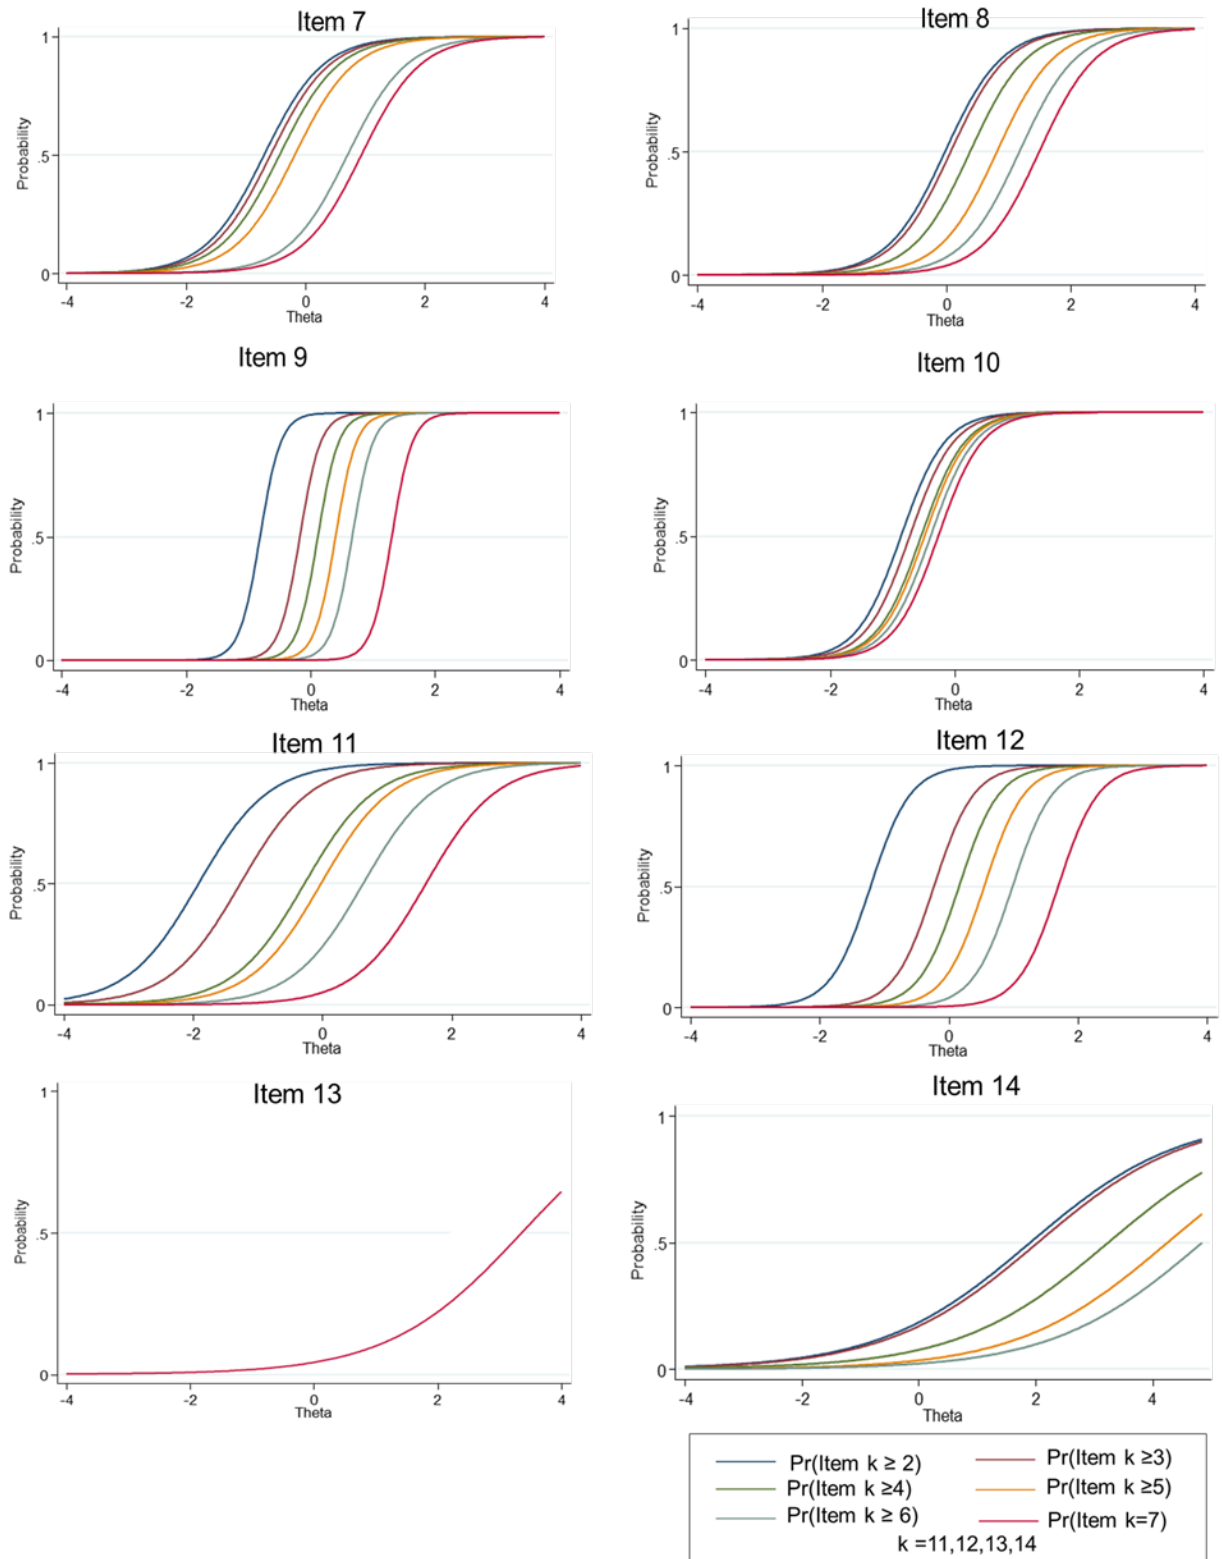 Item 7
1
.5
0
Probability
-4 -2 0 2 4
Theta
Item 8
1
.5
0
Probability
-4 -2 0 2 4
Theta
Item 9
1
.5
0
Probability
-4 -2 0 2 4
Theta
Item 10
1
.5
0
Probability
-4 -2 0 2 4
Theta
Item 11
1
.5
0
Probability
-4 -2 0 2 4
Theta
Item 12
1
.5
0
Probability
-4 -2 0 2 4
Theta
Item 13
1
.5
0
Probability
-4 -2 0 2 4
Theta
Item 14
1
.5
0
Probability
-4 -2 0 2 4
Theta
Pr(Item k ≥ 2) Pr(Item k ≥3)
Pr(Item k ≥4) Pr(Item k ≥5)
Pr(Item k ≥ 6) Pr(Item k=7)
k =11,12,13,14